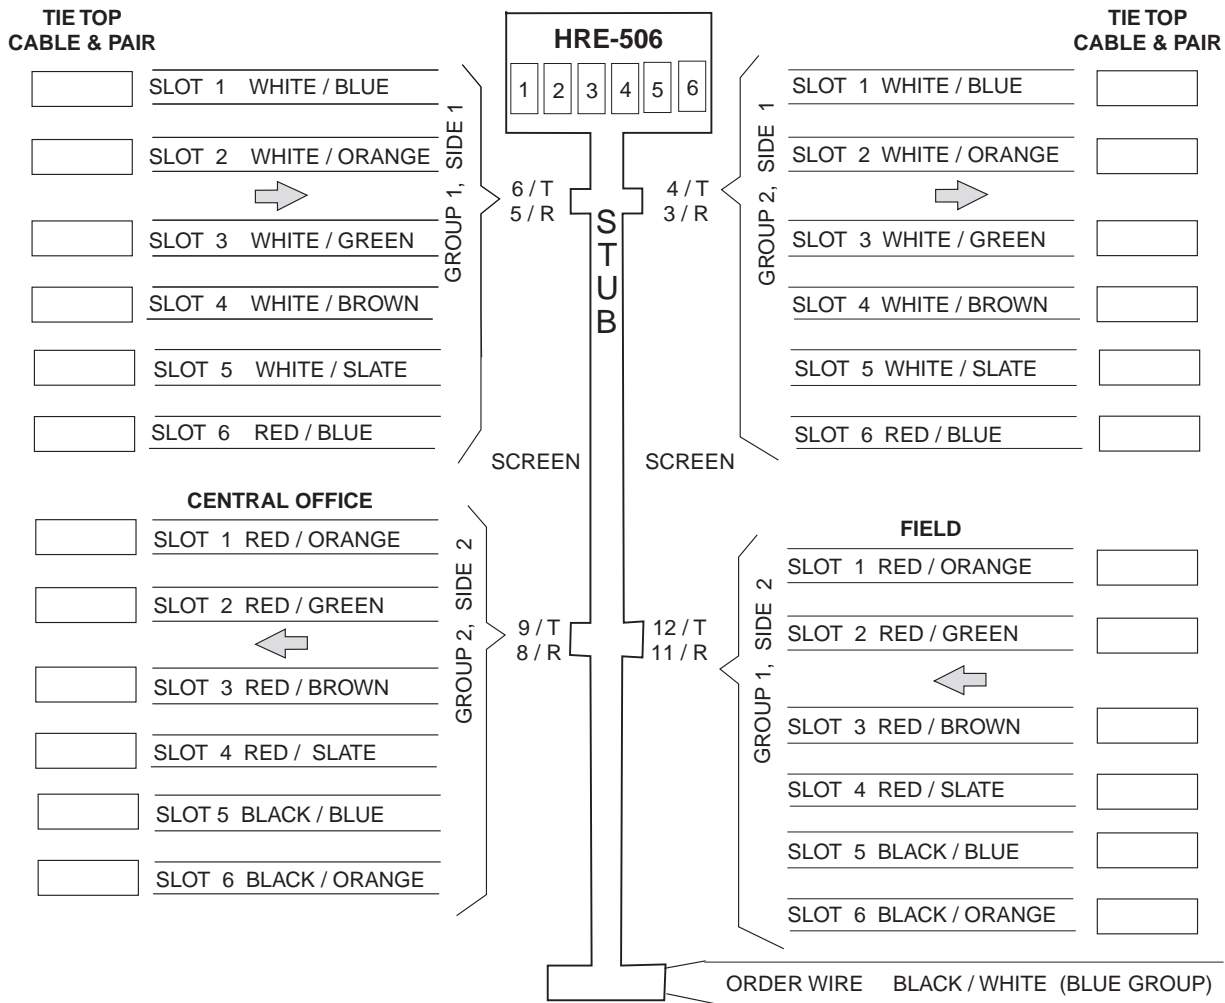 TIE TOP
CABLE & PAIR
SLOT 1 WHITE / BLUE
SLOT 2 WHITE / ORANGE
SLOT 3 WHITE / GREEN
SLOT 4 WHITE / BROWN
SLOT 5 WHITE / SLATE
SLOT 6 RED / BLUE
GROUP 1, SIDE 1
6 / T
5 / R
SCREEN
CENTRAL OFFICE
SLOT 1 RED / ORANGE
SLOT 2 RED / GREEN
SLOT 3 RED / BROWN
SLOT 4 RED / SLATE
SLOT 5 BLACK / BLUE
SLOT 6 BLACK / ORANGE
GROUP 2, SIDE 2
9 / T
8 / R
HRE-506
1 2 3 4 5 6
STUB
TIE TOP
CABLE & PAIR
4 / T
3 / R
GROUP 2, SIDE 1
SLOT 1 WHITE / BLUE
SLOT 2 WHITE / ORANGE
SLOT 3 WHITE / GREEN
SLOT 4 WHITE / BROWN
SLOT 5 WHITE / SLATE
SLOT 6 RED / BLUE
SCREEN
FIELD
12 / T
11 / R
GROUP 1, SIDE 2
SLOT 1 RED / ORANGE
SLOT 2 RED / GREEN
SLOT 3 RED / BROWN
SLOT 4 RED / SLATE
SLOT 5 BLACK / BLUE
SLOT 6 BLACK / ORANGE
ORDER WIRE BLACK / WHITE (BLUE GROUP)